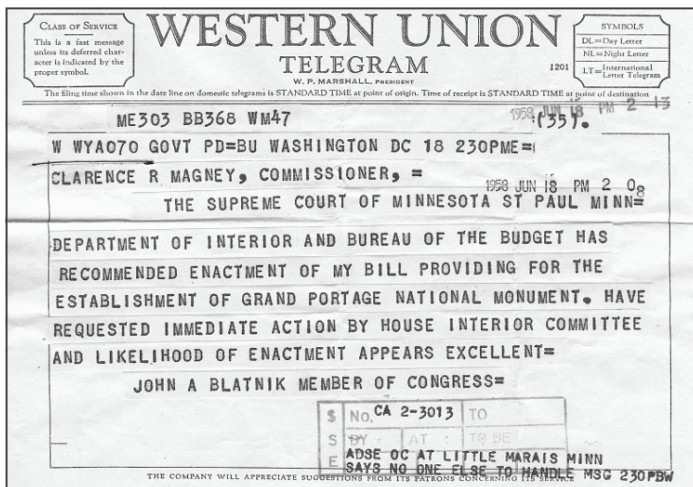 CLASS OF SERVICE
This is a fast message
unless its deferred char-
acter is indicated by the
proper symbol.
WESTERN UNION
TELEGRAM
W. P. MARSHALL, PRESIDENT
1201
SYMBOLS
DL=Day Letter
NL=Night Letter
LT=International
Letter Telegram
The filing time shown in the date line on domestic telegrams is STANDARD TIME at point of origin. Time of receipt is STANDARD TIME at point of destination
1958 JUN 18 PM 2 13
ME303 BB368 WM47 (35).
W WYA070 GOVT PD=BU WASHINGTON DC 18 230PME=
CLARENCE R MAGNEY, COMMISSIONER, =
1958 JUN 18 PM 2 08
THE SUPREME COURT OF MINNESOTA ST PAUL MINN=
DEPARTMENT OF INTERIOR AND BUREAU OF THE BUDGET HAS
RECOMMENDED ENACTMENT OF MY BILL PROVIDING FOR THE
ESTABLISHMENT OF GRAND PORTAGE NATIONAL MONUMENT. HAVE
REQUESTED IMMEDIATE ACTION BY HOUSE INTERIOR COMMITTEE
AND LIKELIHOOD OF ENACTMENT APPEARS EXCELLENT=
JOHN A BLATNIK MEMBER OF CONGRESS=
$ No. CA 2-3013 TO
S BY AT : TO BE
E ADSE OC AT LITTLE MARAIS MINN
SAYS NO ONE ELSE TO HANDLE MSG 230PBW
THE COMPANY WILL APPRECIATE SUGGESTIONS FROM ITS PATRONS CONCERNING ITS SERVICE